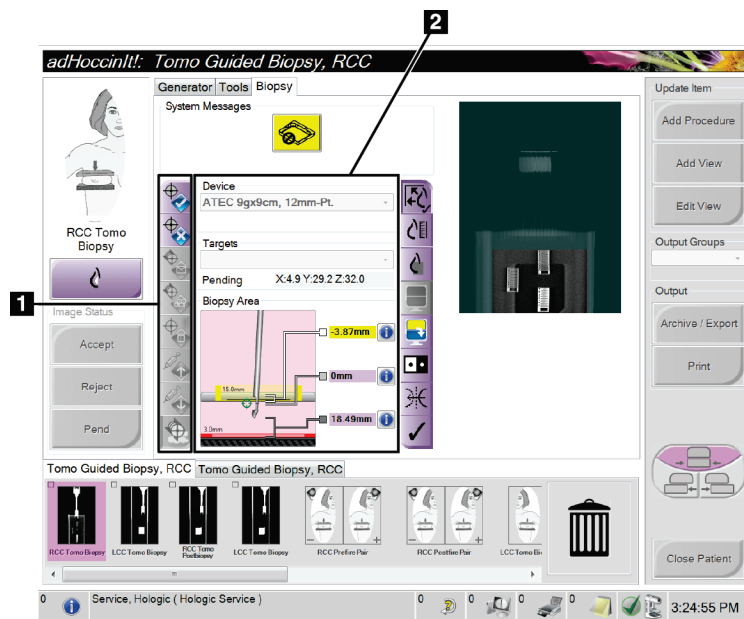 2
adHoccinIt!: Tomo Guided Biopsy, RCC
Generator Tools Biopsy
System Messages
Update Item
Add Procedure
Add View
Edit View
Output Groups
Output
Archive / Export
Print
Close Patient
RCC Tomo
Biopsy
1
Image Status
Accept
Reject
Pend
Device
ATEC 9gx9cm, 12mm-Pt.
Targets
Pending X:4.9 Y:29.2 Z:32.0
Biopsy Area
-3.87mm
15.0mm
0mm
18.49mm
3.0mm
Tomo Guided Biopsy, RCC Tomo Guided Biopsy, RCC
RCC Tomo Biopsy
LCC Tomo Biopsy
RCC Tomo
Postbiopsy
LCC Tomo Biopsy
RCC Prefire Pair
RCC Postfire Pair
LCC Tomo Bi
0 Service, Hologic ( Hologic Service ) 0 0 0 0 3:24:55 PM